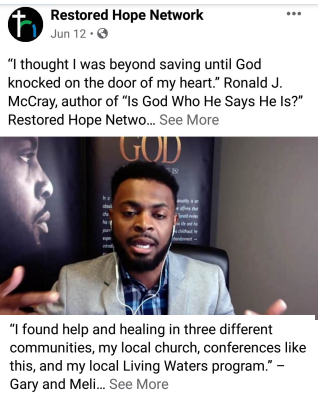 Restored Hope Network
Jun 12 •
“I thought I was beyond saving until God
knocked on the door of my heart.” Ronald J.
McCray, author of “Is God Who He Says He Is?”
Restored Hope Netwo... See More
GOD
“I found help and healing in three different
communities, my local church, conferences like
this, and my local Living Waters program.” –
Gary and Meli... See More